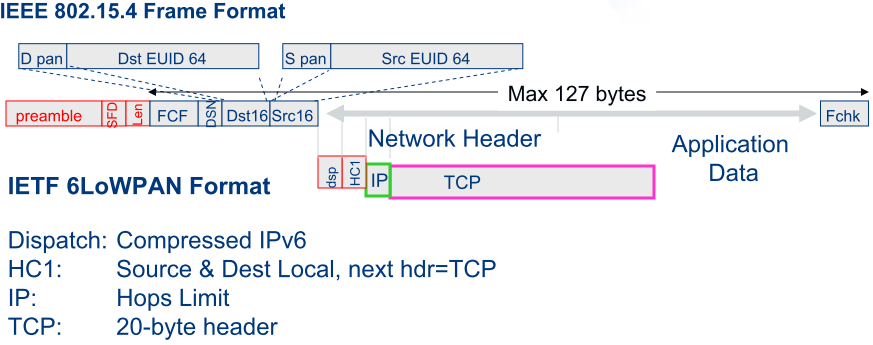 IEEE 802.15.4 Frame Format
D pan Dst EUID 64 S pan Src EUID 64
Max 127 bytes
preamble SFD Len FCF DSN Dst16 Src16 Fchk
Network Header
Application
Data
dsp HC1 IP TCP
IETF 6LoWPAN Format
Dispatch: Compressed IPv6
HC1: Source & Dest Local, next hdr=TCP
IP: Hops Limit
TCP: 20-byte header